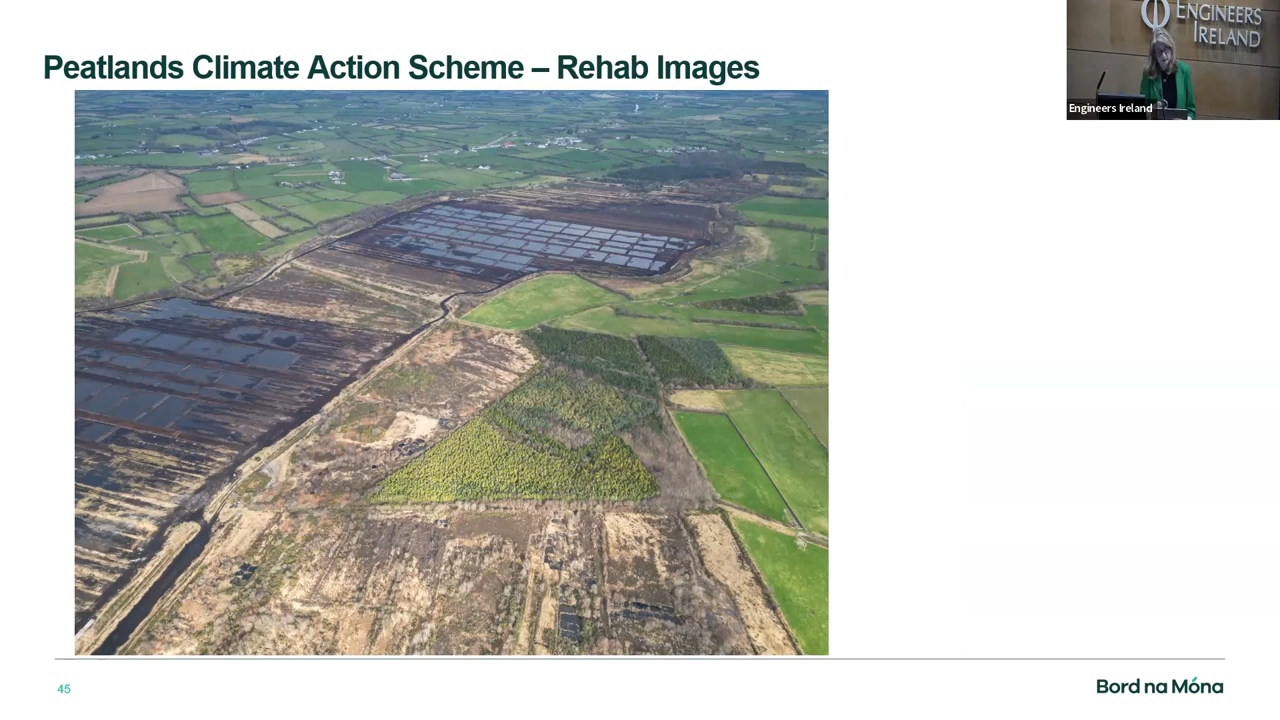 Peatlands Climate Action Scheme – Rehab Images
ENGINEERS
IRELAND
Engineers Ireland
45
Bord na Móna